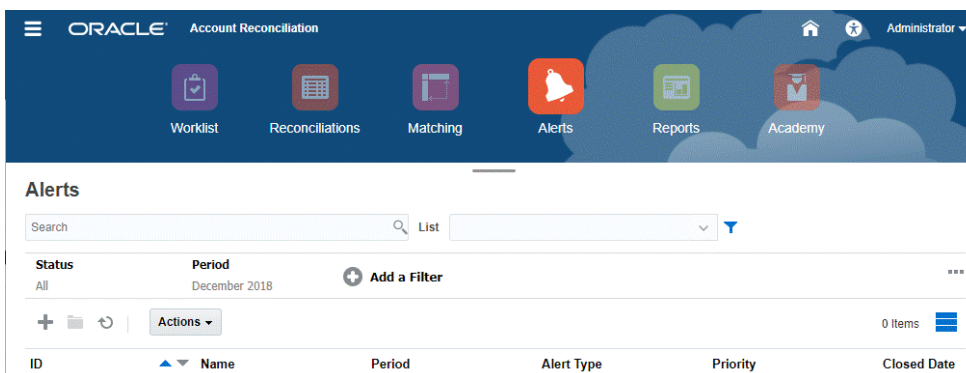 ORACLE Account Reconciliation Administrator
Worklist Reconciliations Matching Alerts Reports Academy
Alerts
Search List
Status Period Add a Filter
All December 2018
Actions 0 Items
ID Name Period Alert Type Priority Closed Date